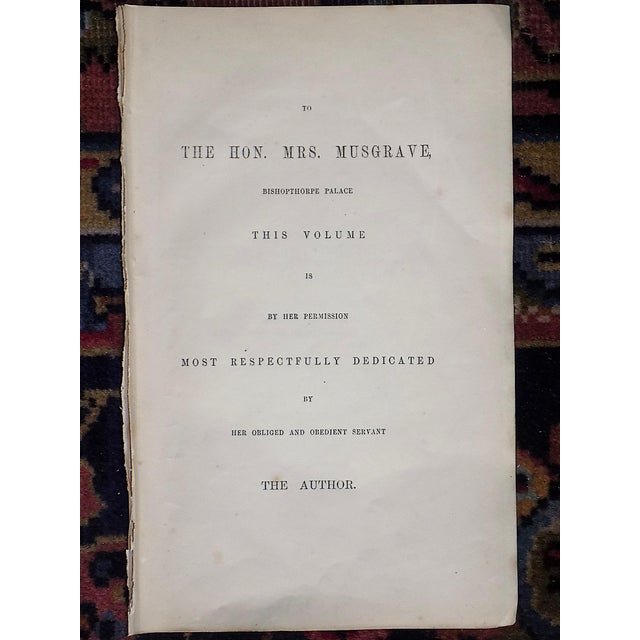 TO
THE HON. MRS. MUSGRAVE,
BISHOPTHORPE PALACE
THIS VOLUME
IS
BY HER PERMISSION
MOST RESPECTFULLY DEDICATED
BY
HER OBLIGED AND OBEDIENT SERVANT
THE AUTHOR.